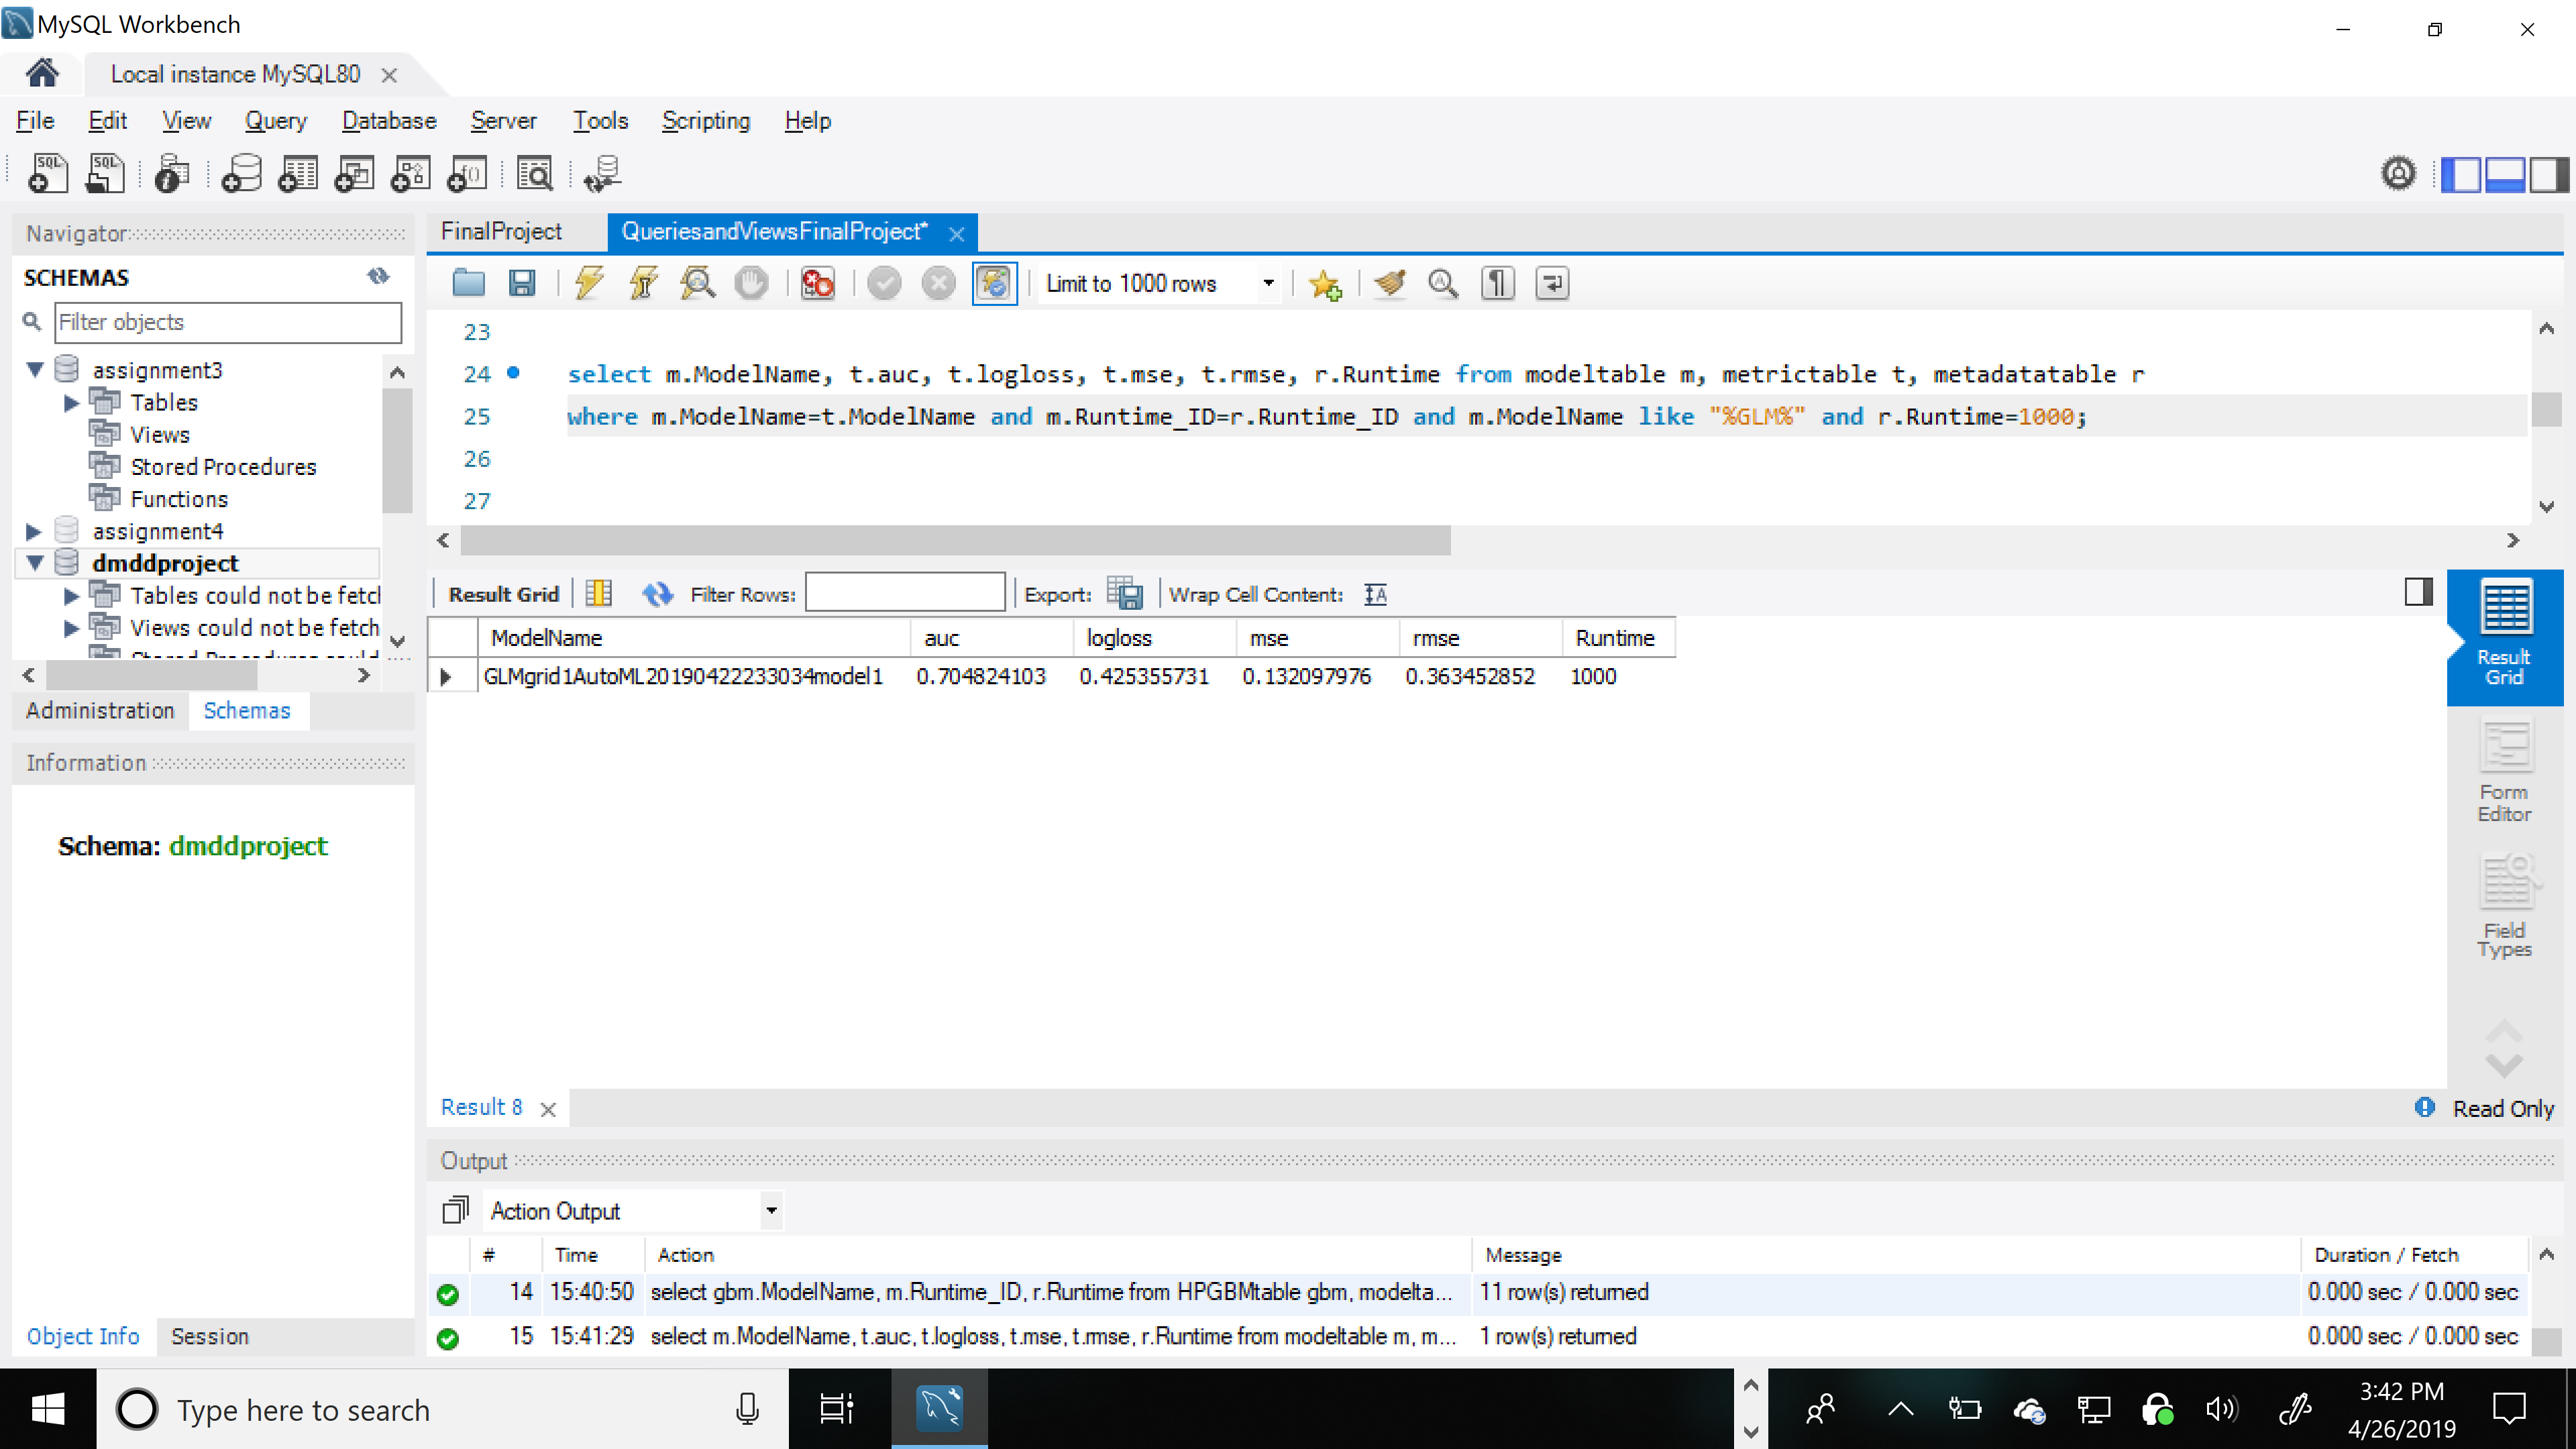 MySQL Workbench
Local instance MySQL80
File Edit View Query Database Server Tools Scripting Help
Navigator
SCHEMAS
Filter objects
assignment3
Tables
Views
Stored Procedures
Functions
assignment4
dmddproject
Tables could not be fetch
Views could not be fetch
Administration Schemas
Information
Schema: dmddproject
Object Info Session
FinalProject QueriesandViewsFinalProject*
Limit to 1000 rows
23
24 select m.ModelName, t.auc, t.logloss, t.mse, t.rmse, r.Runtime from modeltable m, metrictable t, metadatatable r
25 where m.ModelName=t.ModelName and m.Runtime_ID=r.Runtime_ID and m.ModelName like "%GLM%" and r.Runtime=1000;
26
27
Result Grid Filter Rows: Export: Wrap Cell Content:
ModelName auc logloss mse rmse Runtime
GLMgrid1AutoML20190422233034model1 0.704824103 0.425355731 0.132097976 0.363452852 1000
Result Grid
Form Editor
Field Types
Result 8 Read Only
Output
Action Output
# Time Action Message Duration / Fetch
14 15:40:50 select gbm.ModelName, m.Runtime_ID, r.Runtime from HPGBMtable gbm, modelta... 11 row(s) returned 0.000 sec / 0.000 sec
15 15:41:29 select m.ModelName, t.auc, t.logloss, t.mse, t.rmse, r.Runtime from modeltable m, m... 1 row(s) returned 0.000 sec / 0.000 sec
Type here to search
3:42 PM
4/26/2019